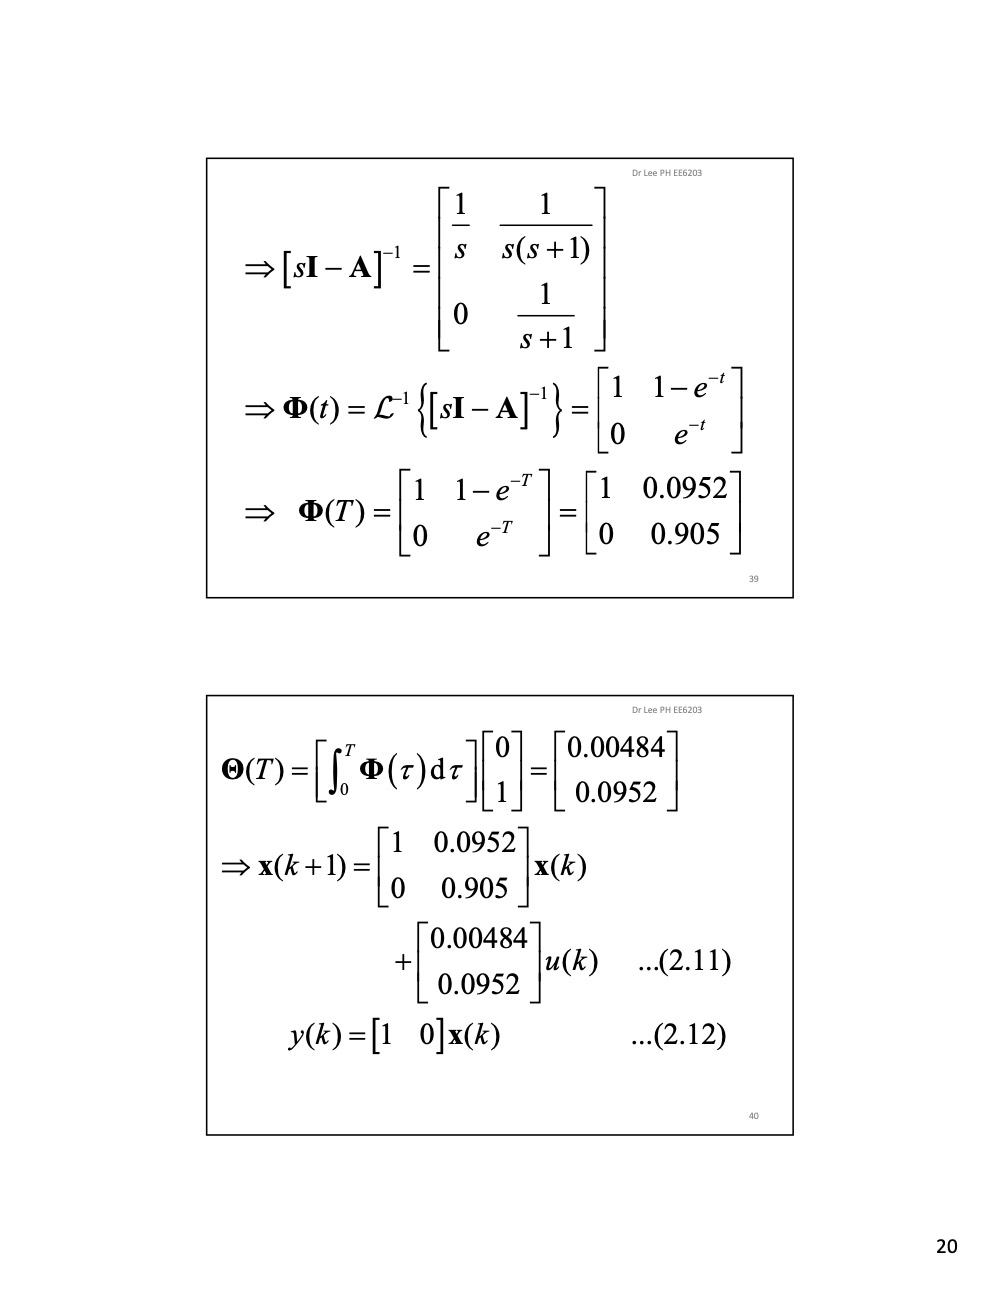 Dr Lee PH EE6203
⇒ [sI − A]⁻¹ = [ 1/s 1/(s(s+1)) ; 0 1/(s+1) ]
⇒ Φ(t) = ℒ⁻¹{[sI − A]⁻¹} = [ 1 1 − e⁻ᵗ ; 0 e⁻ᵗ ]
⇒ Φ(T) = [ 1 1 − e^{−T} ; 0 e^{−T} ] = [ 1 0.0952 ; 0 0.905 ]
39
Dr Lee PH EE6203
Θ(T) = [ ∫₀ᵀ Φ(τ)dτ ] [ 0 ; 1 ] = [ 0.00484 ; 0.0952 ]
⇒ x(k+1) = [ 1 0.0952 ; 0 0.905 ] x(k)
+ [ 0.00484 ; 0.0952 ] u(k) ...(2.11)
y(k) = [1 0] x(k) ...(2.12)
40
20